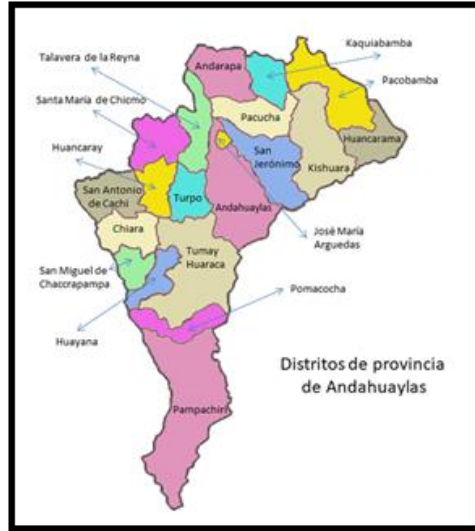 Kaquiabamba
Talavera de la Reyna
Andarapa
Pacobamba
Santa María de Chicmo
Pacucha
Huancarama
Huancaray
San
Jerónimo
Kishuara
San Antonio
de Cachi
Turpo
Andahuaylas
Chiara
José María
Arguedas
Tumay
Huaraca
San Miguel de
Chaccrapampa
Pomacocha
Huayana
Distritos de provincia
de Andahuaylas
Pampachiri